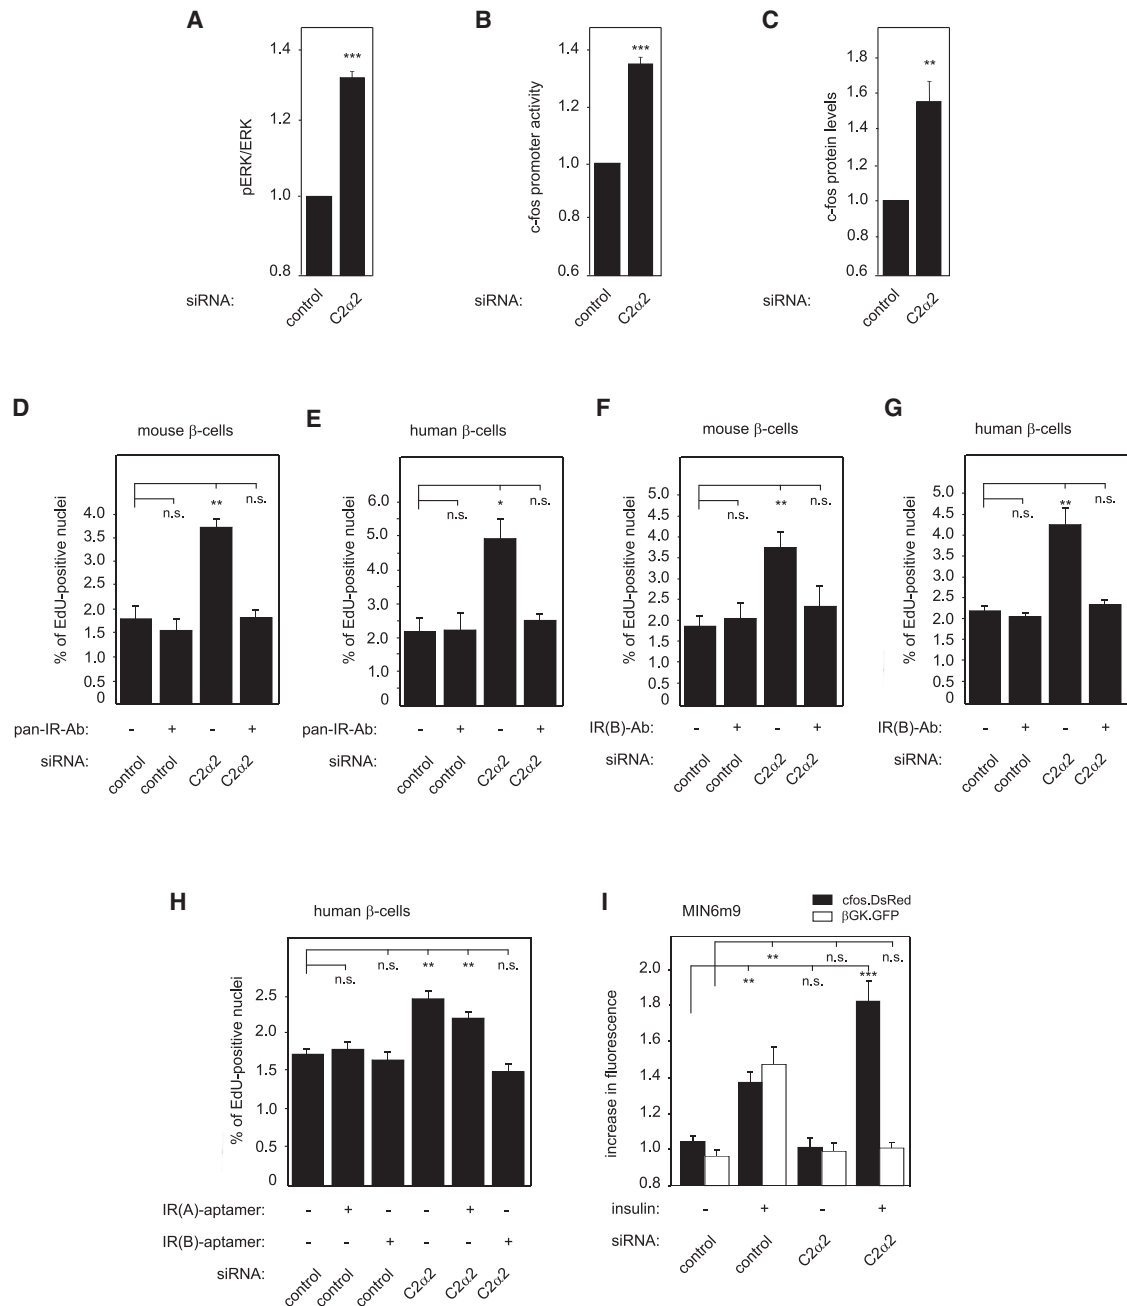 A
1.4
1.2
1.0
0.8
pERK/ERK
***
siRNA:
control
C2α2
B
1.4
1.2
1.0
0.8
0.6
c-fos promoter activity
***
siRNA:
control
C2α2
C
1.8
1.6
1.4
1.2
1.0
0.8
0.6
c-fos protein levels
**
siRNA:
control
C2α2
D
mouse β-cells
% of EdU-positive nuclei
4.0
3.5
3.0
2.5
2.0
1.5
1.0
0.5
0
n.s.
**
n.s.
pan-IR-Ab: - + - +
siRNA: control control C2α2 C2α2
E
human β-cells
% of EdU-positive nuclei
6.0
5.0
4.0
3.0
2.0
1.0
0
n.s.
*
n.s.
pan-IR-Ab: - + - +
siRNA: control control C2α2 C2α2
F
mouse β-cells
% of EdU-positive nuclei
5.0
4.5
4.0
3.5
3.0
2.5
2.0
1.5
1.0
0.5
0
n.s.
**
n.s.
IR(B)-Ab: - + - +
siRNA: control control C2α2 C2α2
G
human β-cells
% of EdU-positive nuclei
5.0
4.5
4.0
3.5
3.0
2.5
2.0
1.5
1.0
0.5
0
n.s.
**
n.s.
IR(B)-Ab: - + - +
siRNA: control control C2α2 C2α2
H
human β-cells
% of EdU-positive nuclei
2.5
2.0
1.5
1.0
0.5
0
n.s.
n.s.
**
**
n.s.
IR(A)-aptamer: - + - - + -
IR(B)-aptamer: - - + - - +
siRNA: control control control C2α2 C2α2 C2α2
I
MIN6m9
cfos.DsRed
βGK.GFP
increase in fluorescence
2.0
1.8
1.6
1.4
1.2
1.0
0.8
**
n.s.
n.s.
**
n.s.
***
insulin: - + - +
siRNA: control control C2α2 C2α2